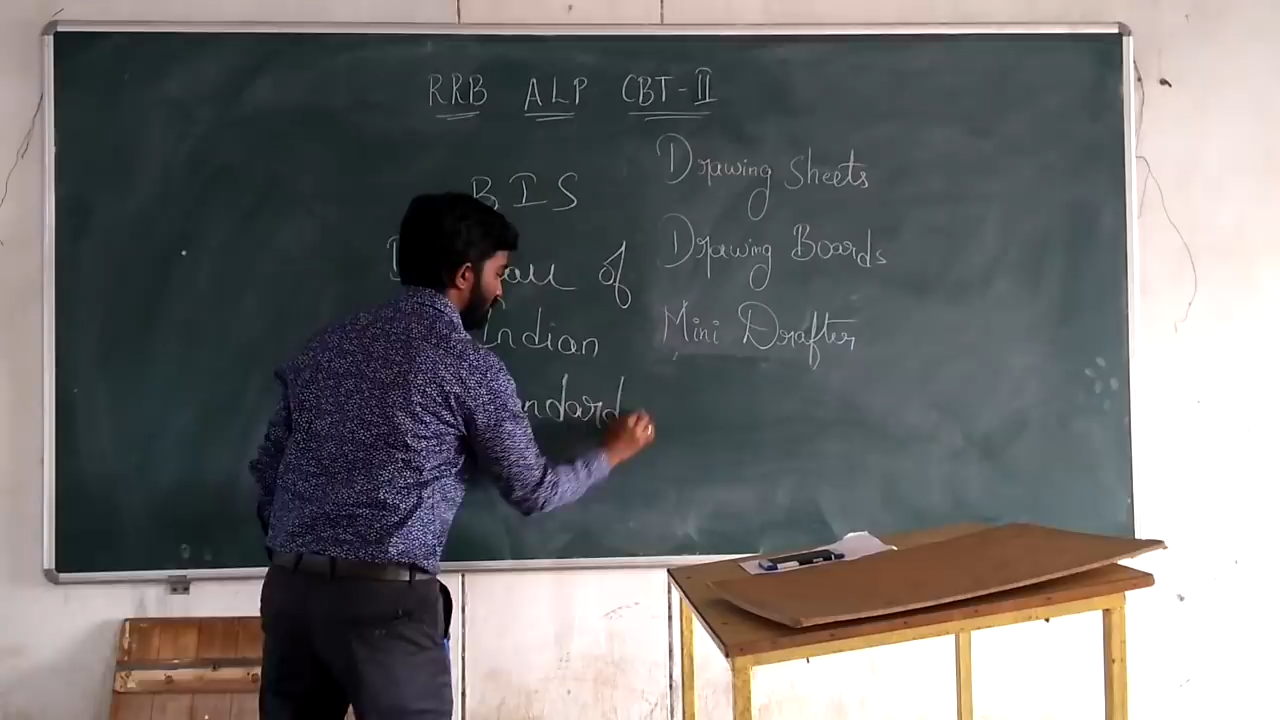 RRB ALP CBT-II
BIS
of
Indian
Drawing Sheets
Drawing Boards
Mini Drafter